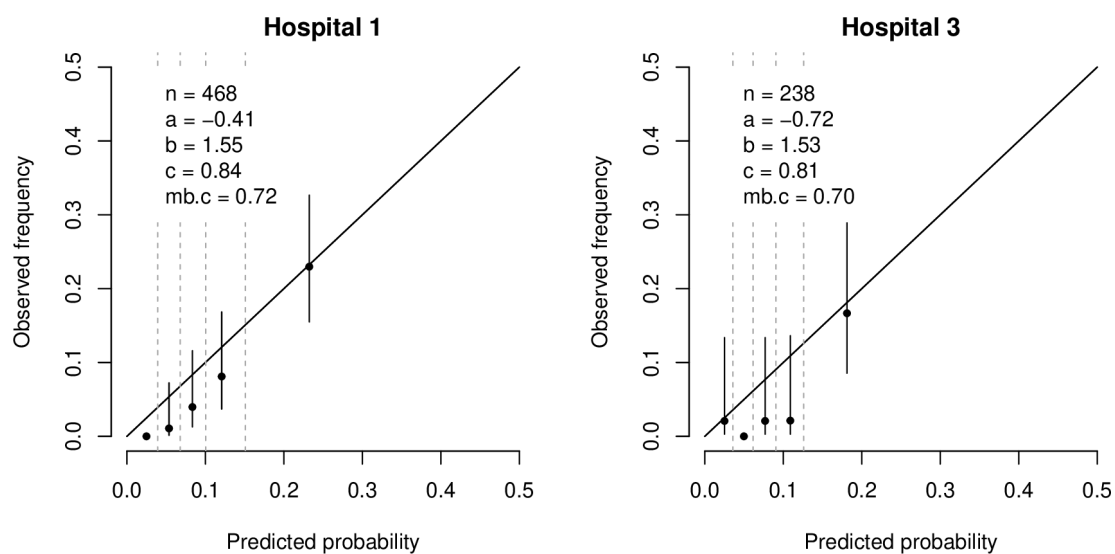 Hospital 1
n = 468
a = −0.41
b = 1.55
c = 0.84
mb.c = 0.72
Observed frequency
0.5
0.4
0.3
0.2
0.1
0.0
0.0 0.1 0.2 0.3 0.4 0.5
Predicted probability
Hospital 3
n = 238
a = −0.72
b = 1.53
c = 0.81
mb.c = 0.70
Observed frequency
0.5
0.4
0.3
0.2
0.1
0.0
0.0 0.1 0.2 0.3 0.4 0.5
Predicted probability